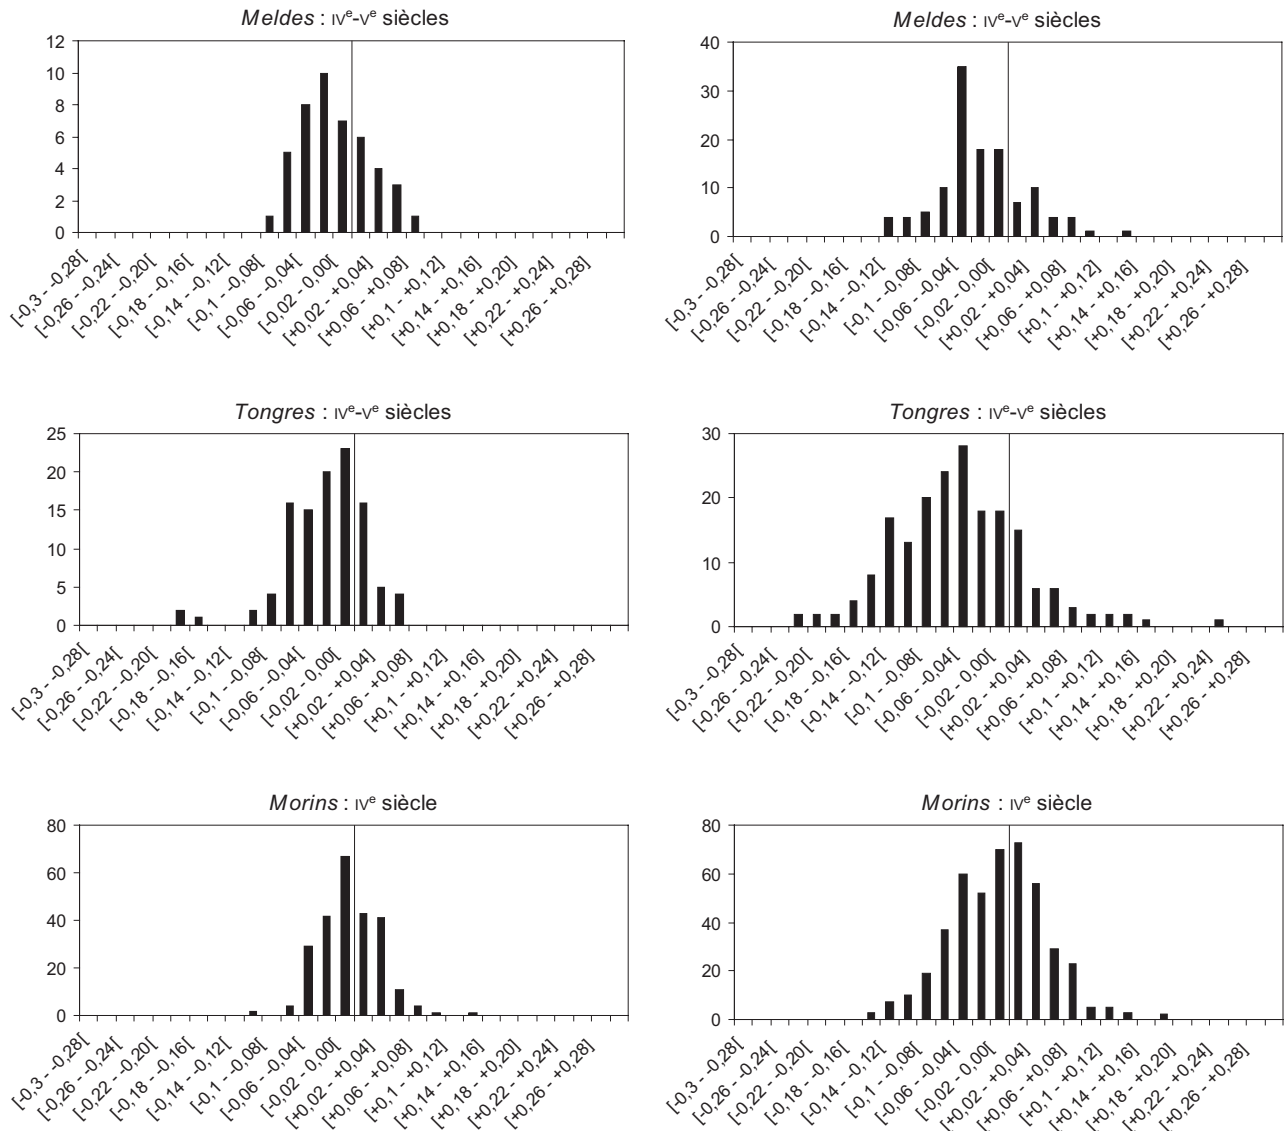 Meldes : IVᵉ-Vᵉ siècles
12
10
8
6
4
2
0
[-0,3 - -0,28[
[-0,26 - -0,24[
[-0,22 - -0,20[
[-0,18 - -0,16[
[-0,14 - -0,12[
[-0,1 - -0,08[
[-0,06 - -0,04[
[-0,02 - 0,00[
[+0,02 - +0,04]
[+0,06 - +0,08]
[+0,1 - +0,12]
[+0,14 - +0,16]
[+0,18 - +0,20]
[+0,22 - +0,24]
[+0,26 - +0,28]
Meldes : IVᵉ-Vᵉ siècles
40
30
20
10
0
[-0,3 - -0,28[
[-0,26 - -0,24[
[-0,22 - -0,20[
[-0,18 - -0,16[
[-0,14 - -0,12[
[-0,1 - -0,08[
[-0,06 - -0,04[
[-0,02 - 0,00[
[+0,02 - +0,04]
[+0,06 - +0,08]
[+0,1 - +0,12]
[+0,14 - +0,16]
[+0,18 - +0,20]
[+0,22 - +0,24]
[+0,26 - +0,28]
Tongres : IVᵉ-Vᵉ siècles
25
20
15
10
5
0
[-0,3 - -0,28[
[-0,26 - -0,24[
[-0,22 - -0,20[
[-0,18 - -0,16[
[-0,14 - -0,12[
[-0,1 - -0,08[
[-0,06 - -0,04[
[-0,02 - 0,00[
[+0,02 - +0,04]
[+0,06 - +0,08]
[+0,1 - +0,12]
[+0,14 - +0,16]
[+0,18 - +0,20]
[+0,22 - +0,24]
[+0,26 - +0,28]
Tongres : IVᵉ-Vᵉ siècles
30
20
10
0
[-0,3 - -0,28[
[-0,26 - -0,24[
[-0,22 - -0,20[
[-0,18 - -0,16[
[-0,14 - -0,12[
[-0,1 - -0,08[
[-0,06 - -0,04[
[-0,02 - 0,00[
[+0,02 - +0,04]
[+0,06 - +0,08]
[+0,1 - +0,12]
[+0,14 - +0,16]
[+0,18 - +0,20]
[+0,22 - +0,24]
[+0,26 - +0,28]
Morins : IVᵉ siècle
80
60
40
20
0
[-0,3 - -0,28[
[-0,26 - -0,24[
[-0,22 - -0,20[
[-0,18 - -0,16[
[-0,14 - -0,12[
[-0,1 - -0,08[
[-0,06 - -0,04[
[-0,02 - 0,00[
[+0,02 - +0,04]
[+0,06 - +0,08]
[+0,1 - +0,12]
[+0,14 - +0,16]
[+0,18 - +0,20]
[+0,22 - +0,24]
[+0,26 - +0,28]
Morins : IVᵉ siècle
80
60
40
20
0
[-0,3 - -0,28[
[-0,26 - -0,24[
[-0,22 - -0,20[
[-0,18 - -0,16[
[-0,14 - -0,12[
[-0,1 - -0,08[
[-0,06 - -0,04[
[-0,02 - 0,00[
[+0,02 - +0,04]
[+0,06 - +0,08]
[+0,1 - +0,12]
[+0,14 - +0,16]
[+0,18 - +0,20]
[+0,22 - +0,24]
[+0,26 - +0,28]